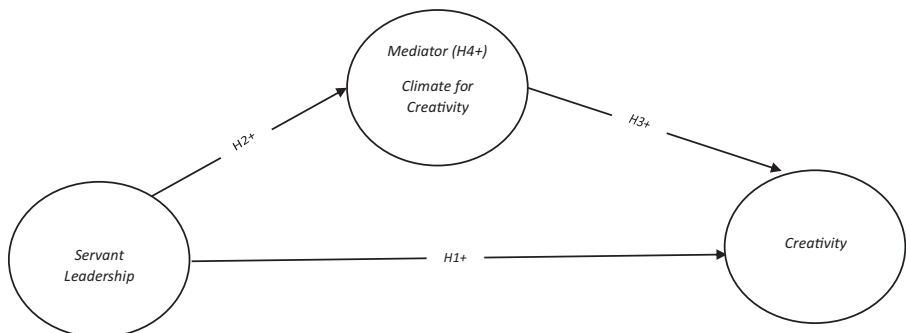 Mediator (H4+)
Climate for
Creativity
H2+
H3+
Servant
Leadership
H1+
Creativity